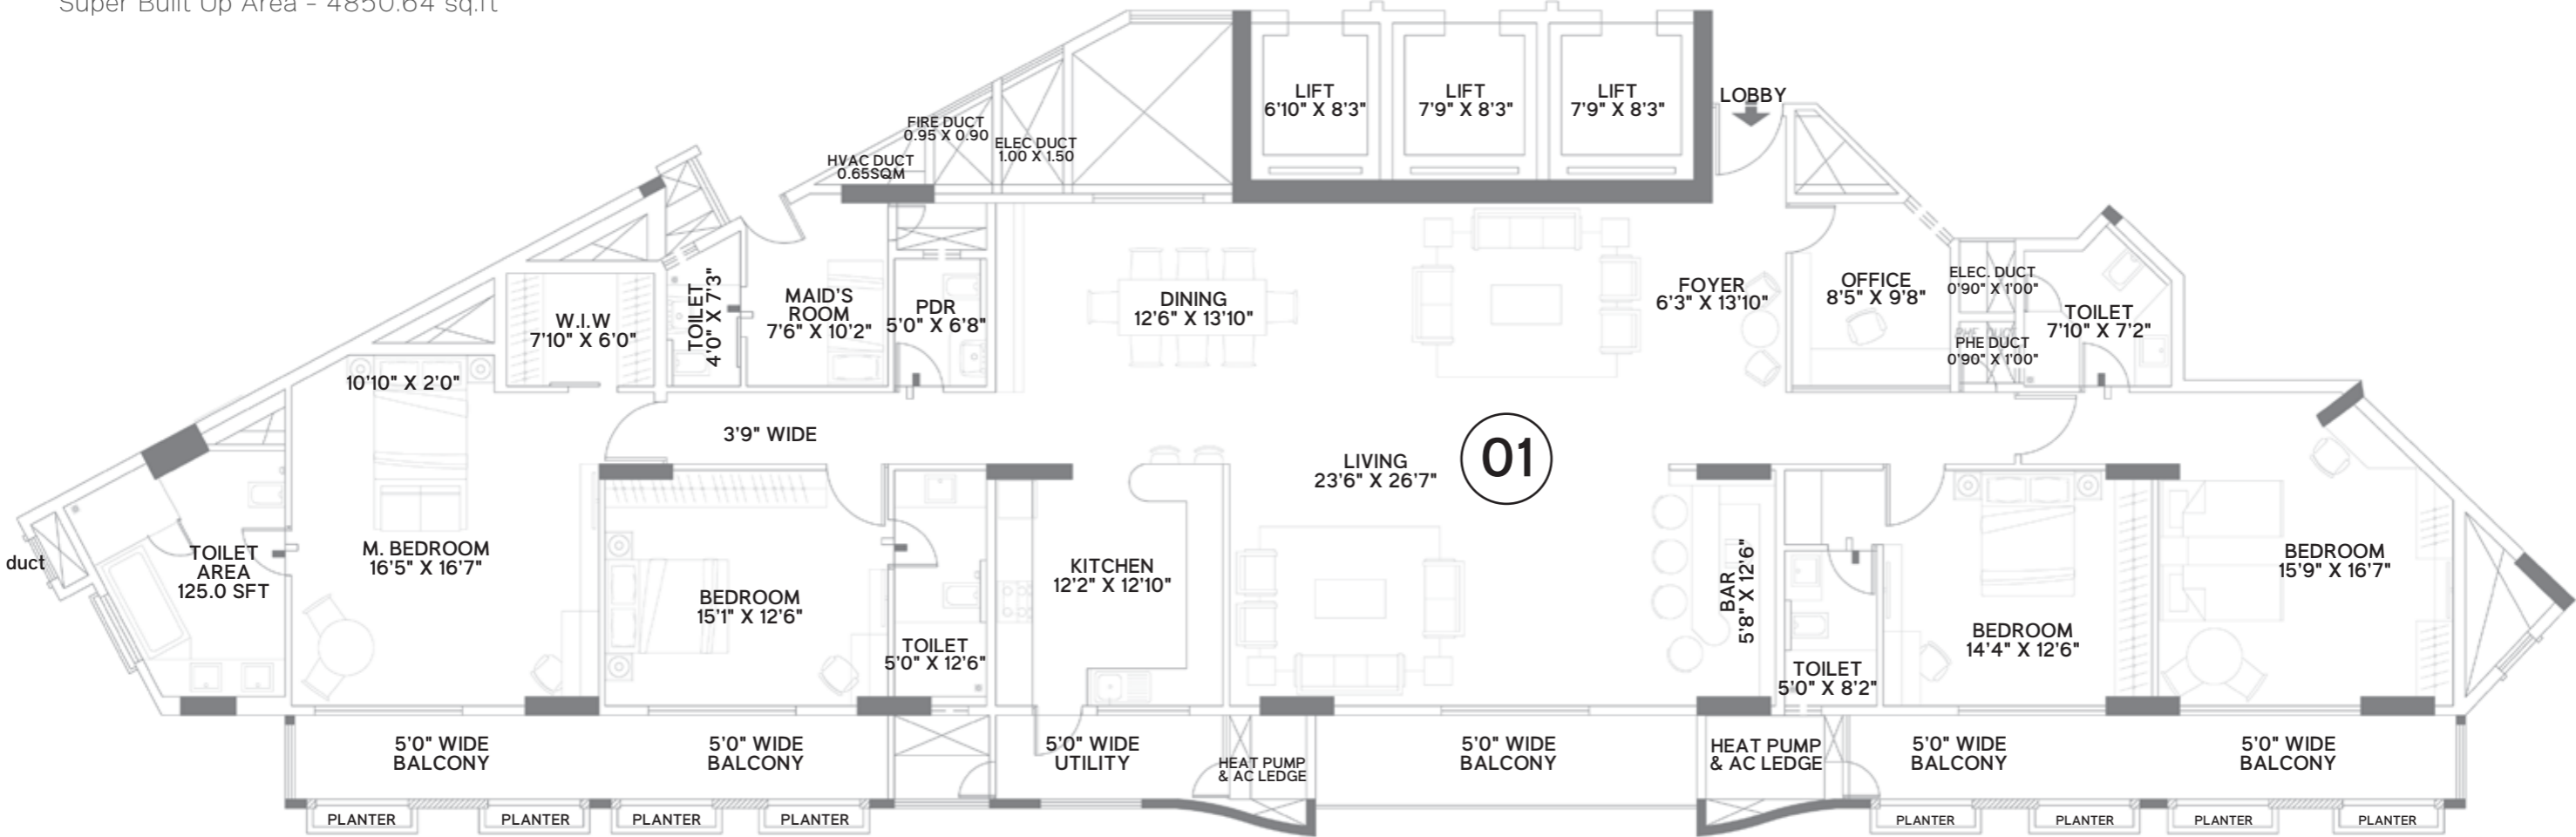 Super Built Up Area - 4850.64 sq.ft
LIFT
6'10" X 8'3"
LIFT
7'9" X 8'3"
LIFT
7'9" X 8'3"
LOBBY
FIRE DUCT
0.95 X 0.90
ELEC DUCT
1.00 X 1.50
HVAC DUCT
0.65SQM
W.I.W
7'10" X 6'0"
TOILET
4'0" X 7'3"
MAID'S
ROOM
7'6" X 10'2"
PDR
5'0" X 6'8"
DINING
12'6" X 13'10"
FOYER
6'3" X 13'10"
OFFICE
8'5" X 9'8"
ELEC. DUCT
0'90" X 1'00"
PHE DUCT
PHE DUCT
0'90" X 1'00"
TOILET
7'10" X 7'2"
10'10" X 2'0"
3'9" WIDE
LIVING
23'6" X 26'7"
01
duct
TOILET
AREA
125.0 SFT
M. BEDROOM
16'5" X 16'7"
BEDROOM
15'1" X 12'6"
TOILET
5'0" X 12'6"
KITCHEN
12'2" X 12'10"
BAR
5'8" X 12'6"
TOILET
5'0" X 8'2"
BEDROOM
14'4" X 12'6"
BEDROOM
15'9" X 16'7"
5'0" WIDE
BALCONY
5'0" WIDE
BALCONY
5'0" WIDE
UTILITY
HEAT PUMP
& AC LEDGE
5'0" WIDE
BALCONY
HEAT PUMP
& AC LEDGE
5'0" WIDE
BALCONY
5'0" WIDE
BALCONY
PLANTER
PLANTER
PLANTER
PLANTER
PLANTER
PLANTER
PLANTER
PLANTER